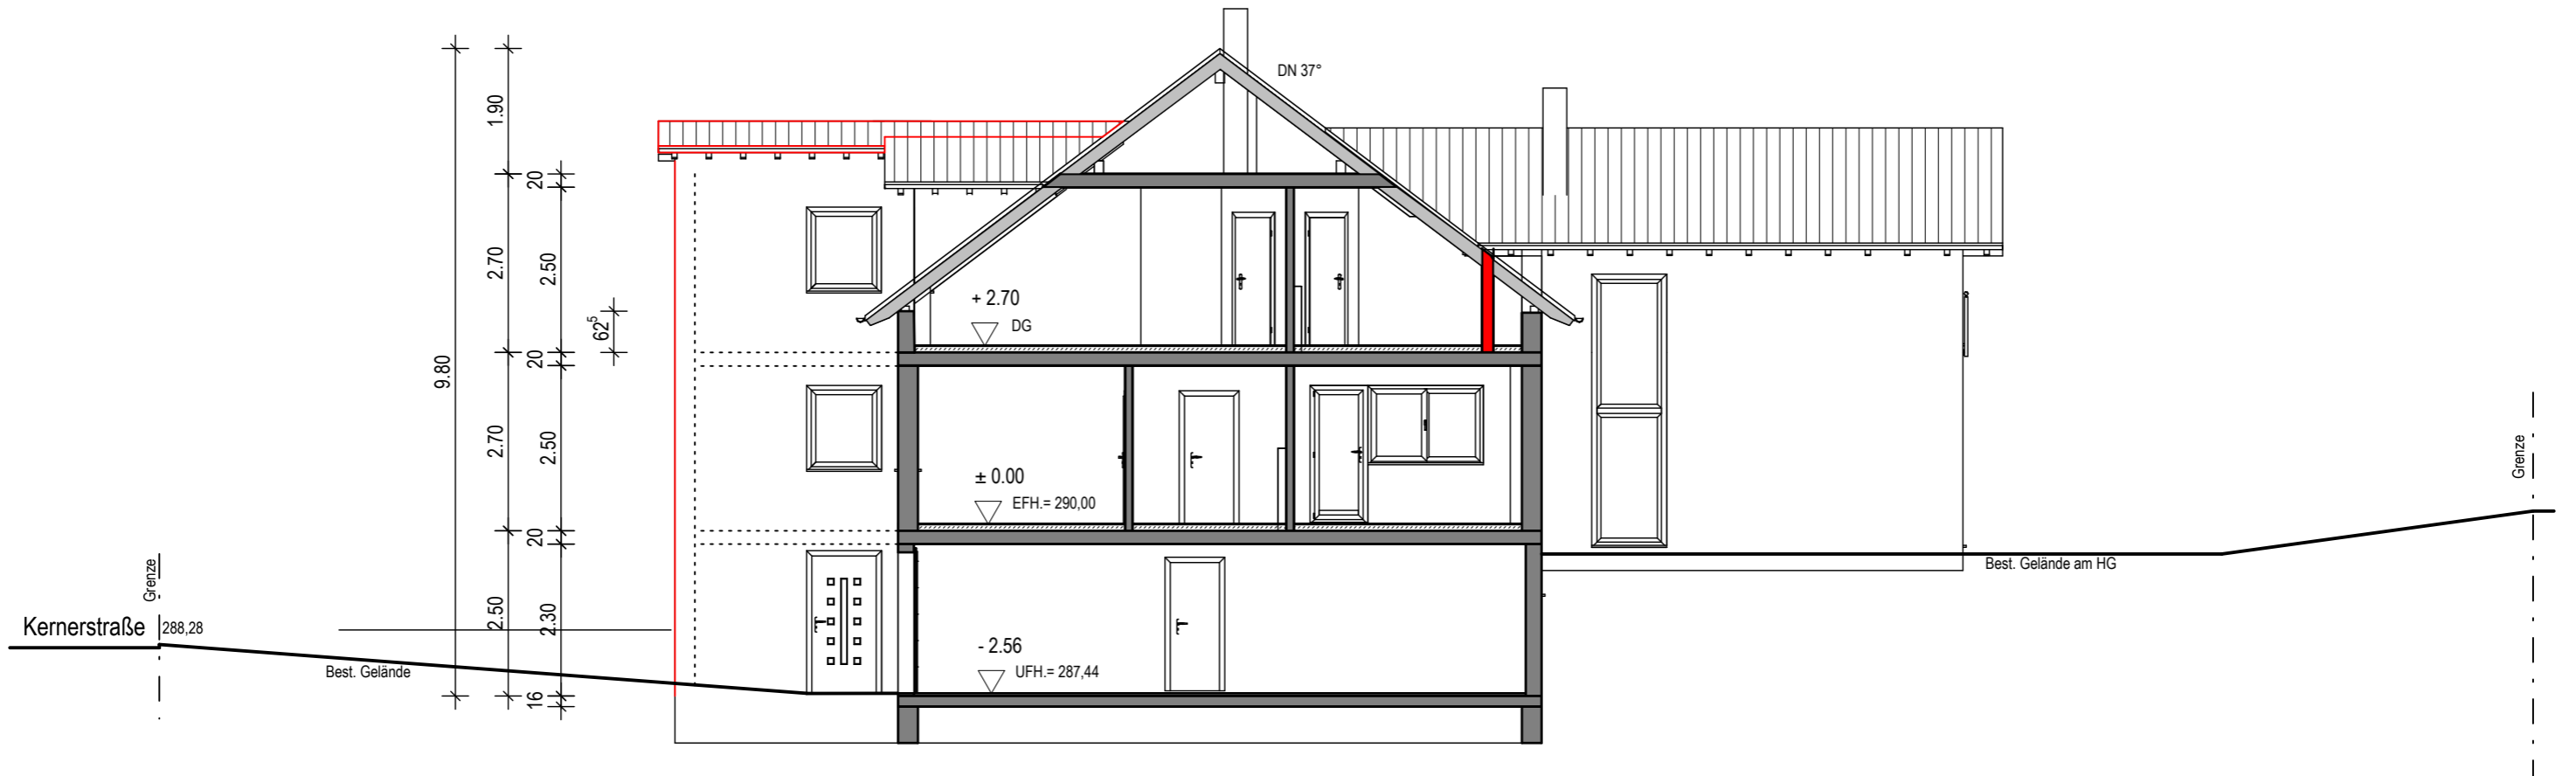 DN 37°
1.90
20
2.70
2.50
62⁵
+ 2.70
DG
9.80
20
2.70
2.50
± 0.00
EFH.= 290,00
Grenze
20
Grenze
Best. Gelände am HG
2.50
2.30
Kernerstraße
288,28
- 2.56
UFH.= 287,44
Best. Gelände
16